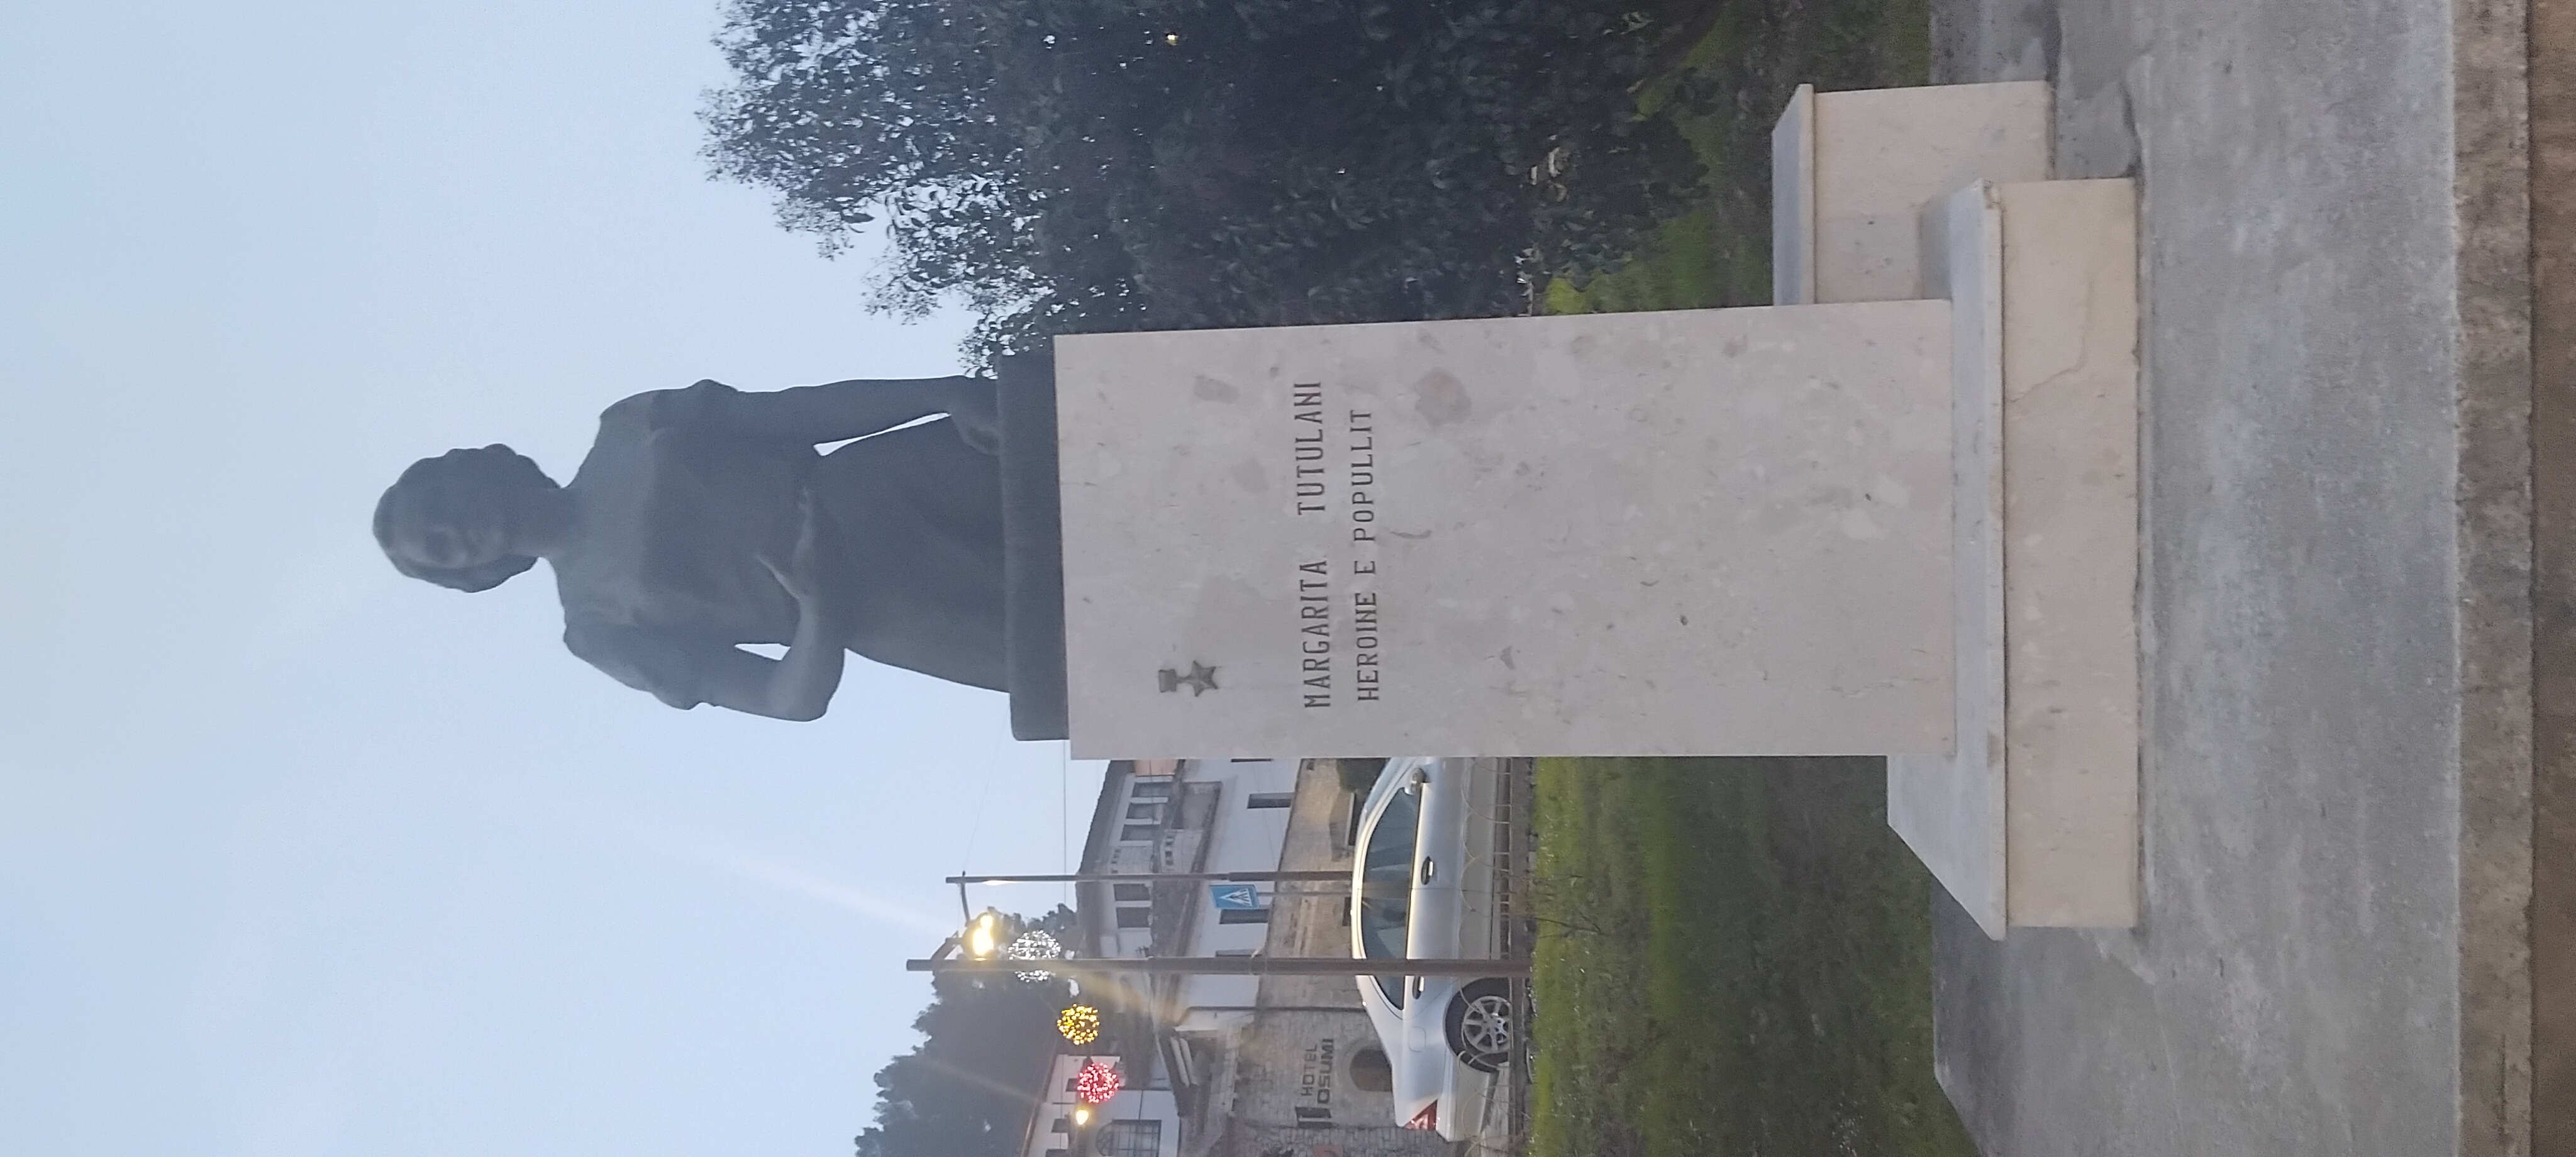 MARGARITA TUTULANI
HEROINE E POPULLIT
HOTEL
OSUMI